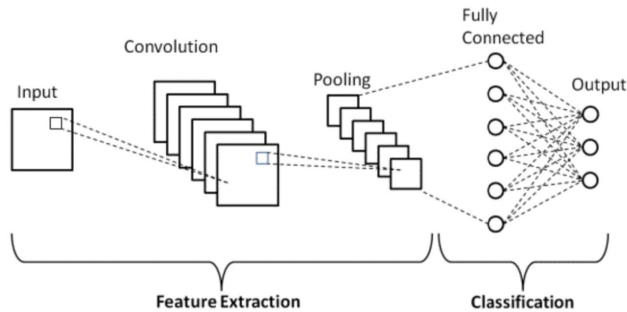 Input
Convolution
Pooling
Fully
Connected
Output
Feature Extraction
Classification